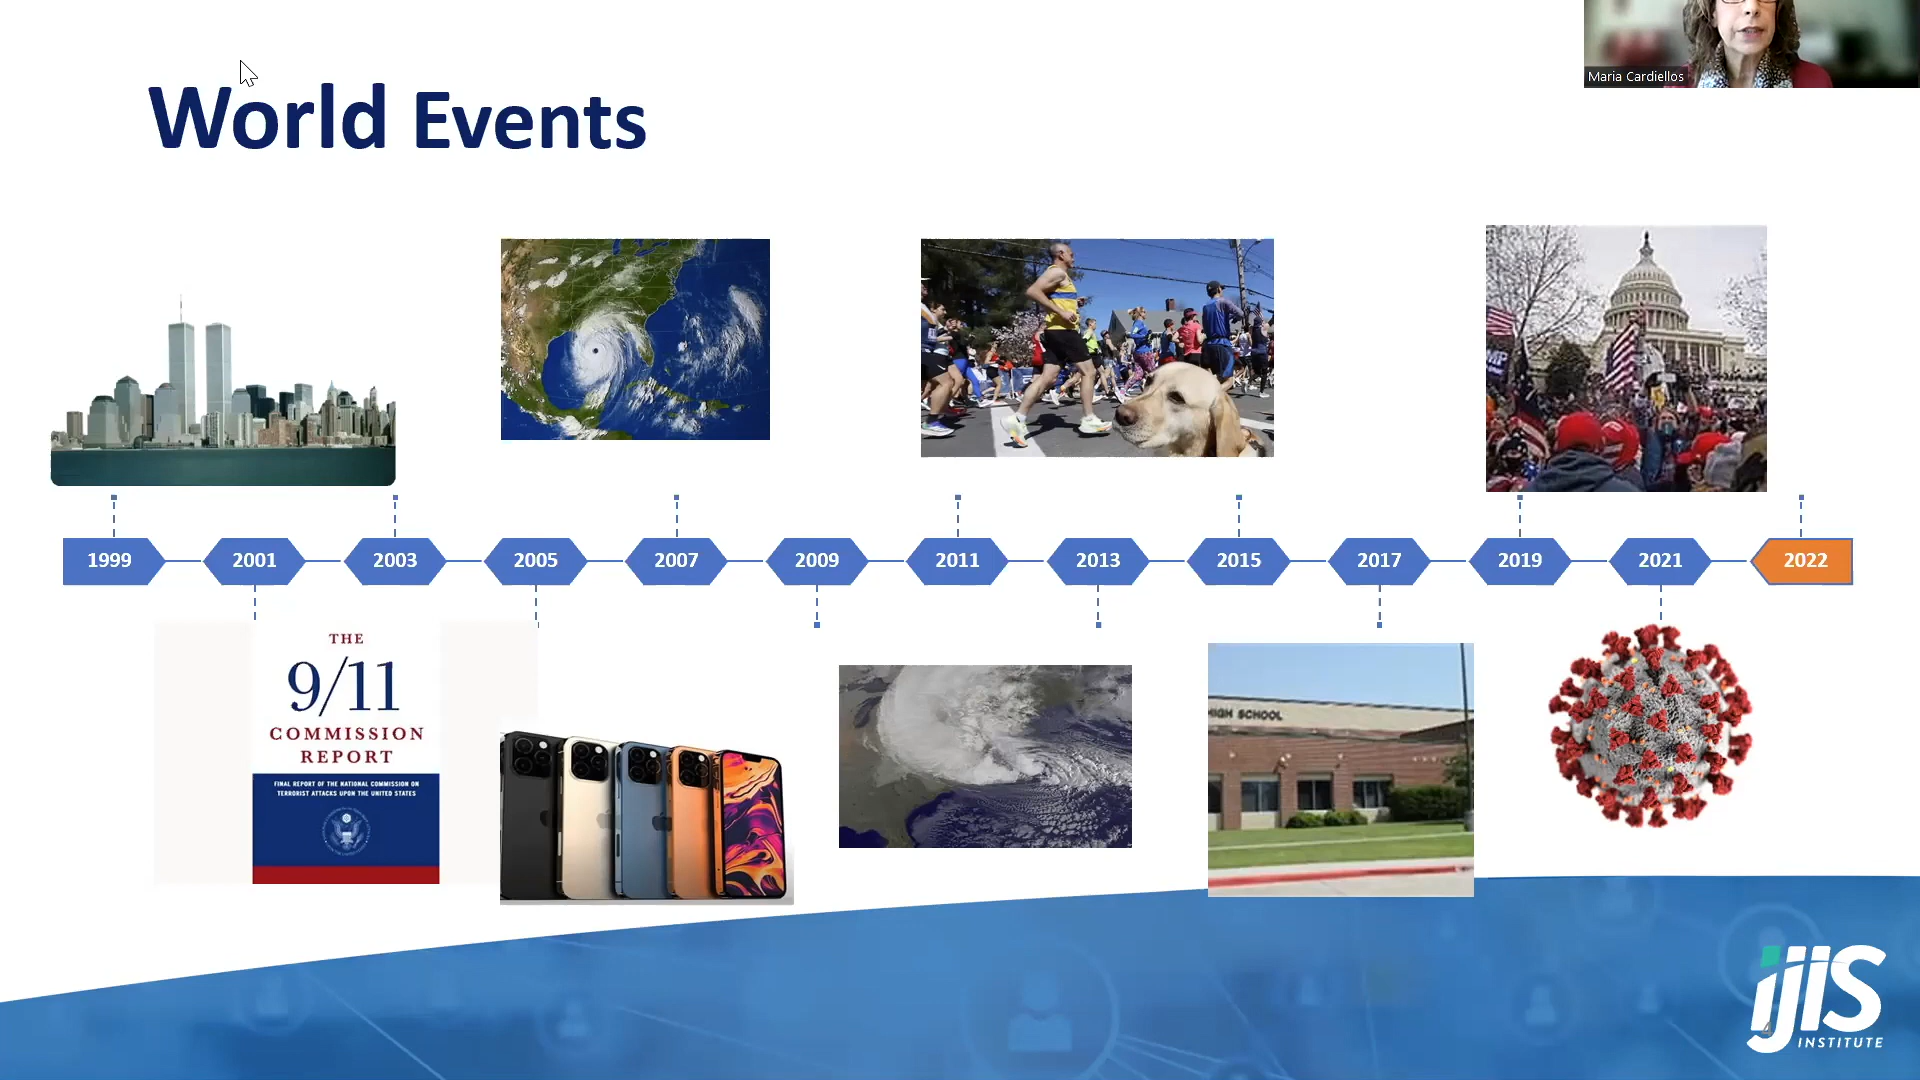 Maria Cardiellos
World Events
1999 2001 2003 2005 2007 2009 2011 2013 2015 2017 2019 2021 2022
THE
9/11
COMMISSION
REPORT
FINAL REPORT OF THE NATIONAL COMMISSION ON
TERRORIST ATTACKS UPON THE UNITED STATES
HIGH SCHOOL
4
IJIS
INSTITUTE